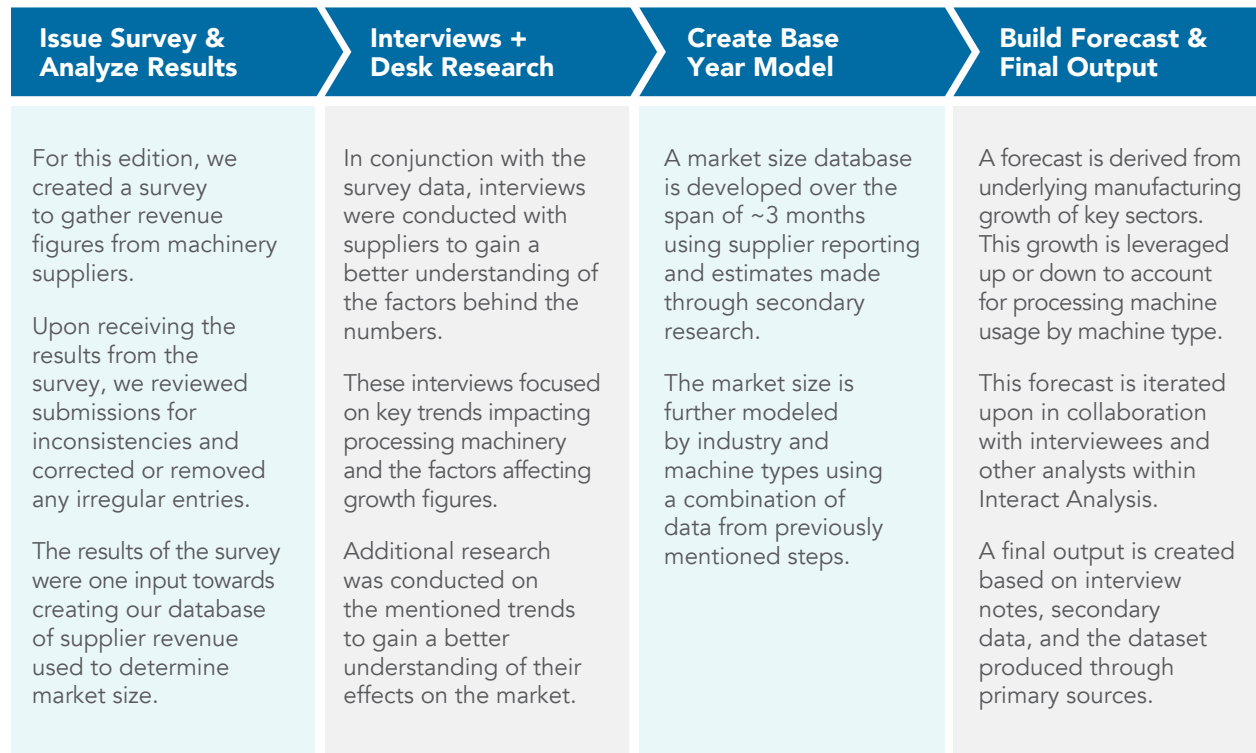 Issue Survey &
Analyze Results
For this edition, we
created a survey
to gather revenue
figures from machinery
suppliers.
Upon receiving the
results from the
survey, we reviewed
submissions for
inconsistencies and
corrected or removed
any irregular entries.
The results of the survey
were one input towards
creating our database
of supplier revenue
used to determine
market size.
Interviews +
Desk Research
In conjunction with the
survey data, interviews
were conducted with
suppliers to gain a
better understanding of
the factors behind the
numbers.
These interviews focused
on key trends impacting
processing machinery
and the factors affecting
growth figures.
Additional research
was conducted on
the mentioned trends
to gain a better
understanding of their
effects on the market.
Create Base
Year Model
A market size database
is developed over the
span of ~3 months
using supplier reporting
and estimates made
through secondary
research.
The market size is
further modeled
by industry and
machine types using
a combination of
data from previously
mentioned steps.
Build Forecast &
Final Output
A forecast is derived from
underlying manufacturing
growth of key sectors.
This growth is leveraged
up or down to account
for processing machine
usage by machine type.
This forecast is iterated
upon in collaboration
with interviewees and
other analysts within
Interact Analysis.
A final output is created
based on interview
notes, secondary
data, and the dataset
produced through
primary sources.